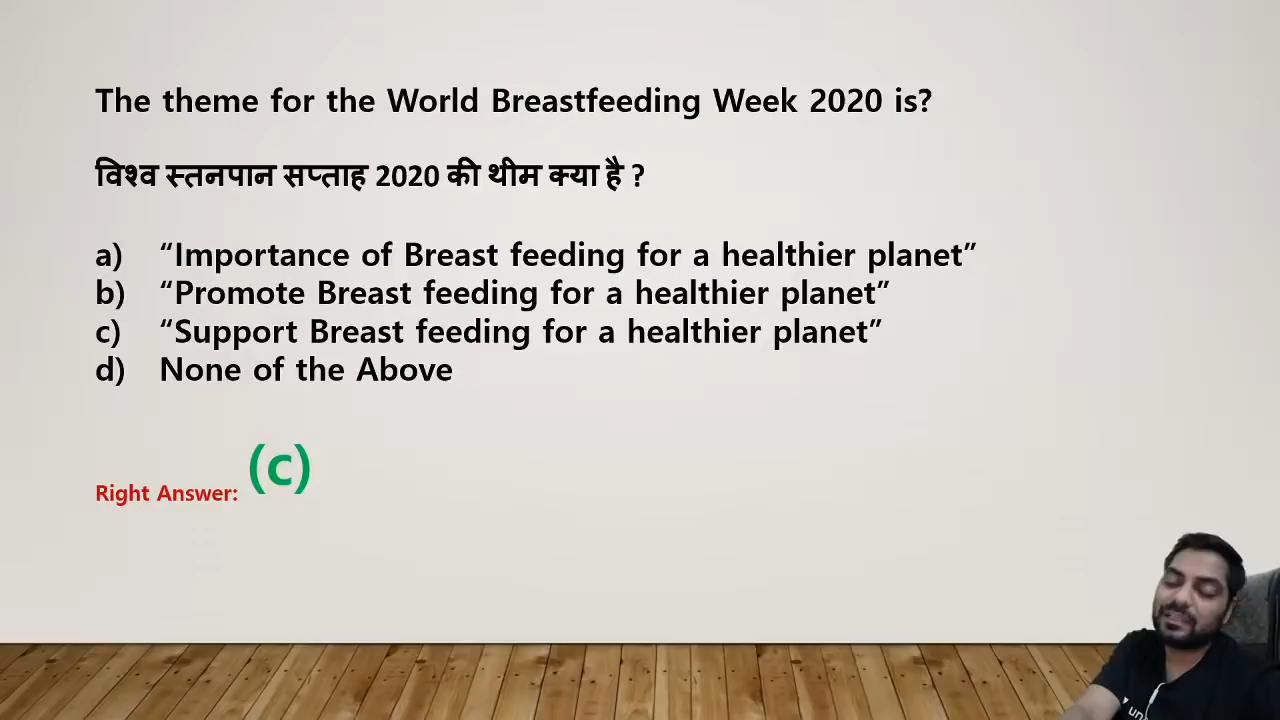 The theme for the World Breastfeeding Week 2020 is?
विश्व स्तनपान सप्ताह 2020 की थीम क्या है ?
a) “Importance of Breast feeding for a healthier planet”
b) “Promote Breast feeding for a healthier planet”
c) “Support Breast feeding for a healthier planet”
d) None of the Above
Right Answer: (c)